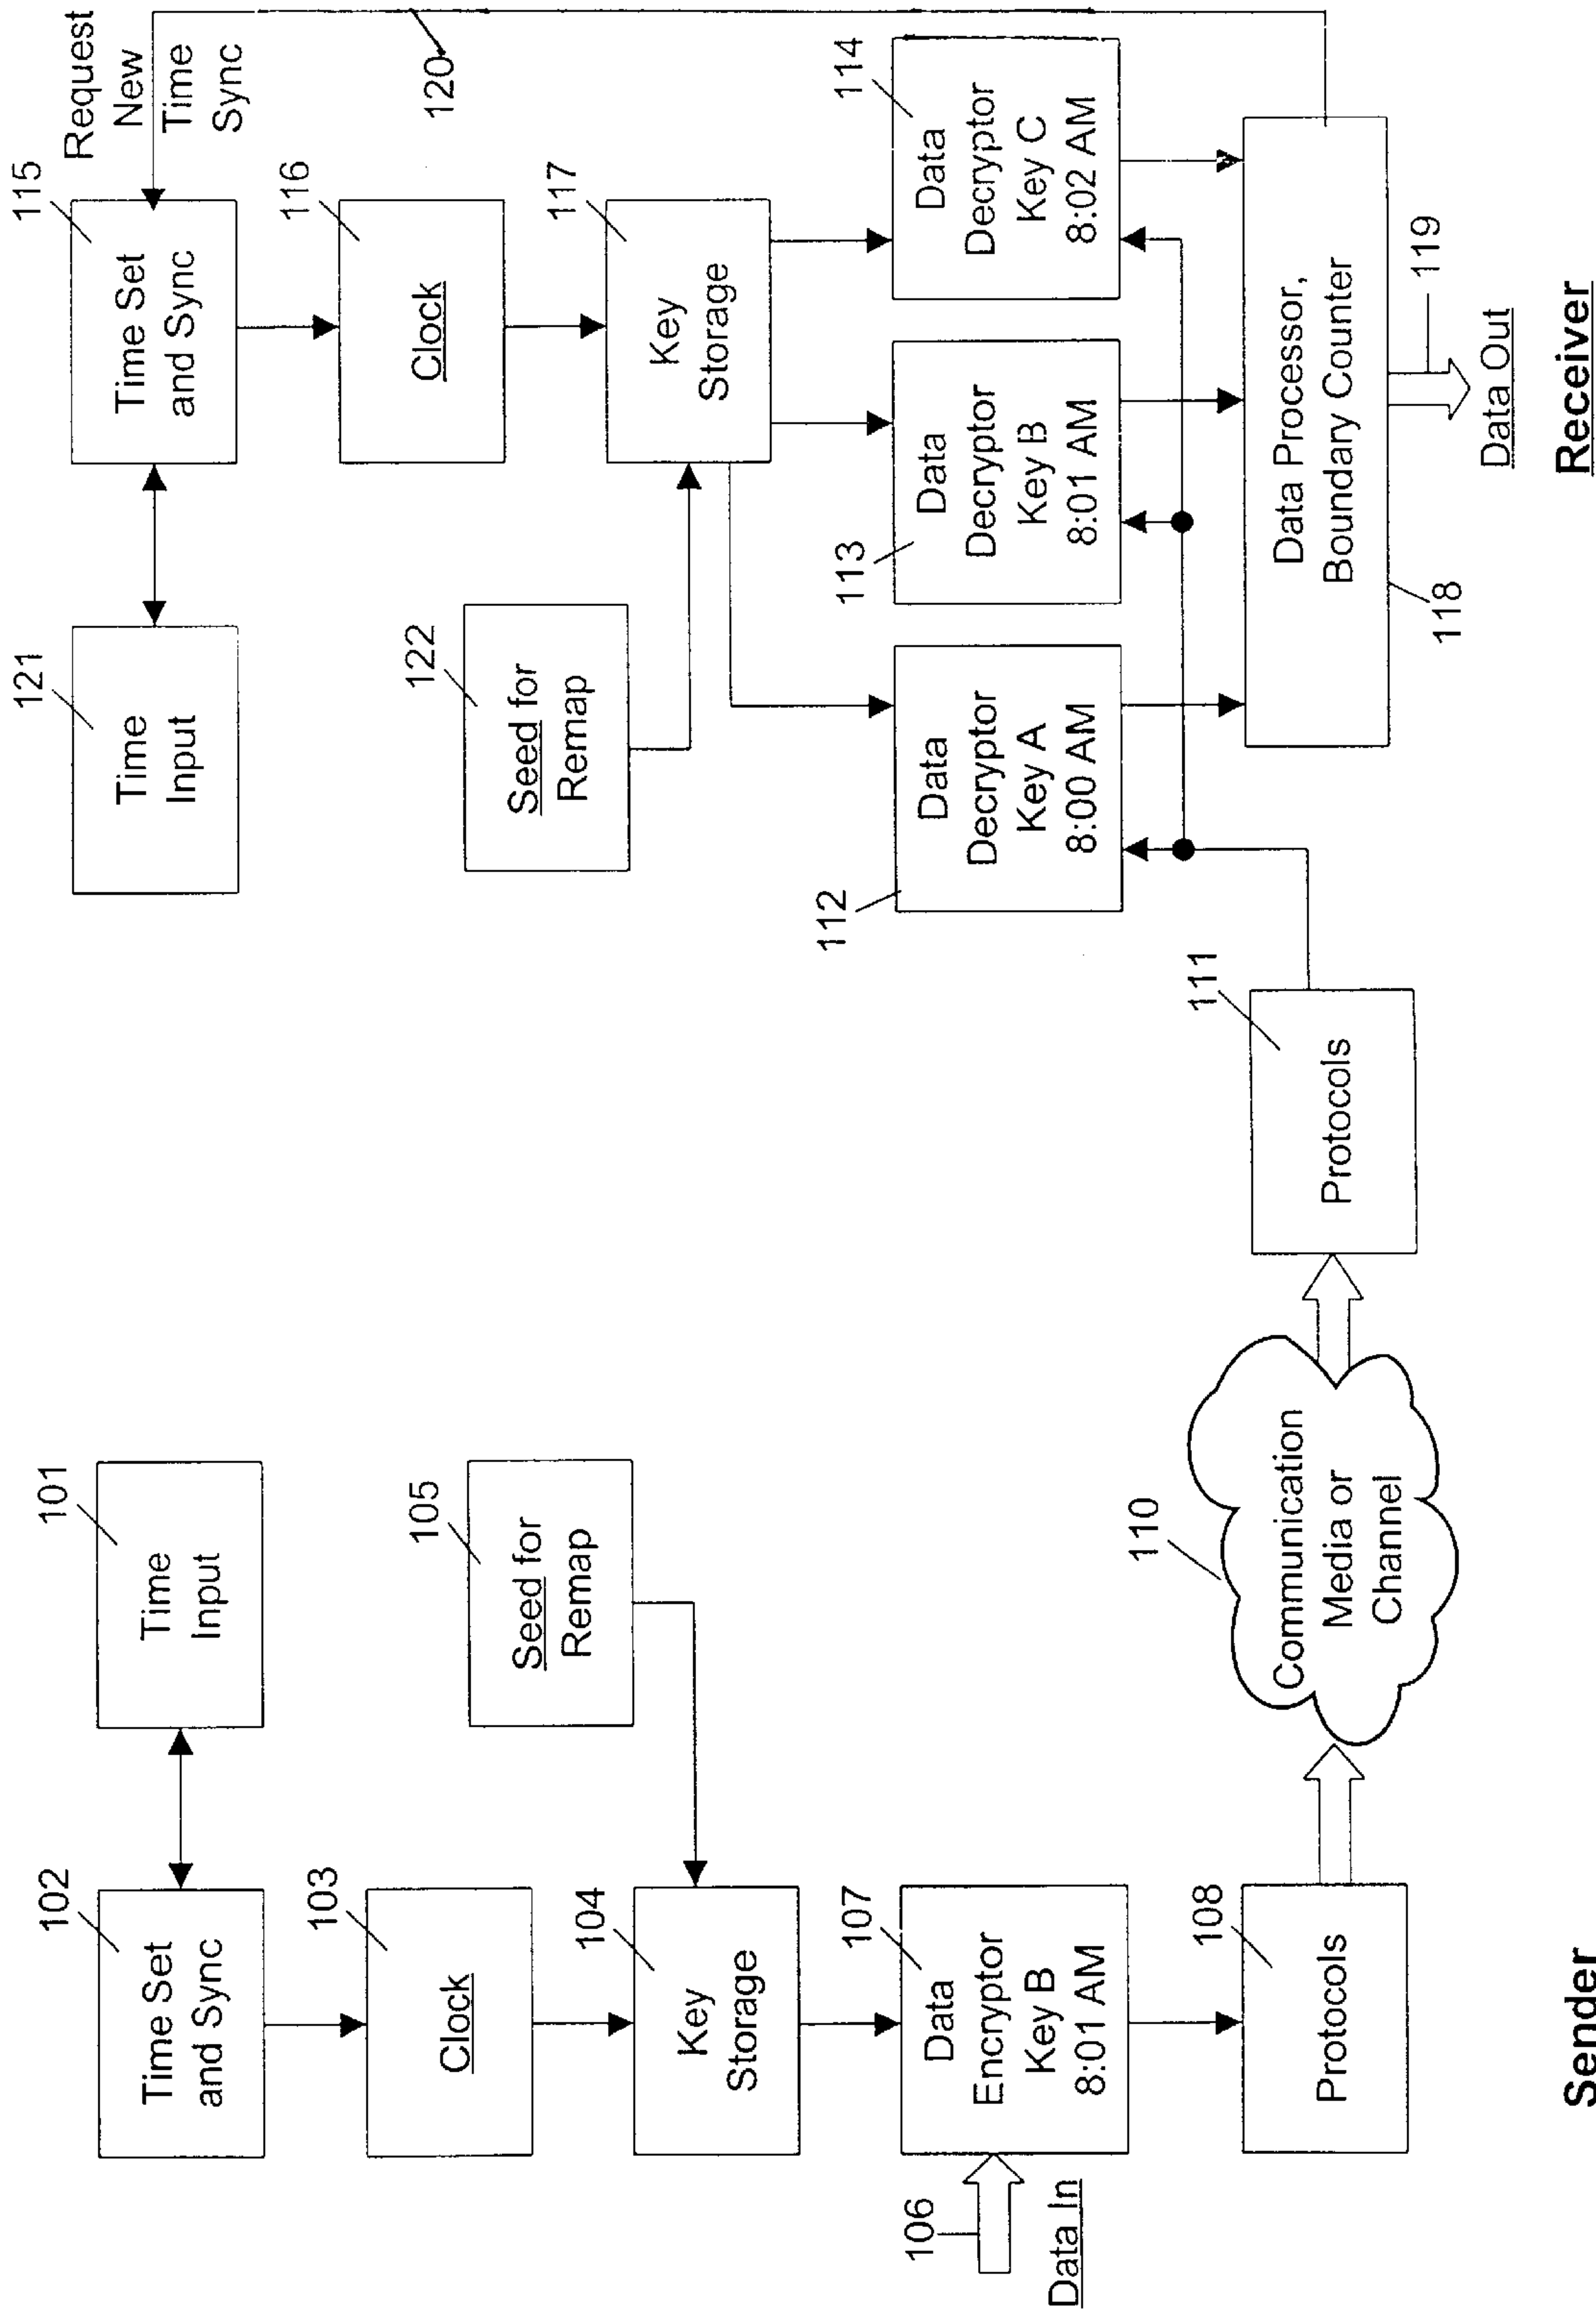 102
Time Set
and Sync
101
Time
Input
103
Clock
105
Seed for
Remap
104
Key
Storage
107
Data
Encryptor
Key B
8:01 AM
106
Data In
108
Protocols
110
Communication
Media or
Channel
Sender
121
Time
Input
115
Time Set
and Sync
Request
New
Time
Sync
120
116
Clock
122
Seed for
Remap
117
Key
Storage
112
Data
Decryptor
Key A
8:00 AM
113
Data
Decryptor
Key B
8:01 AM
114
Data
Decryptor
Key C
8:02 AM
111
Protocols
118
Data Processor,
Boundary Counter
119
Data Out
Receiver